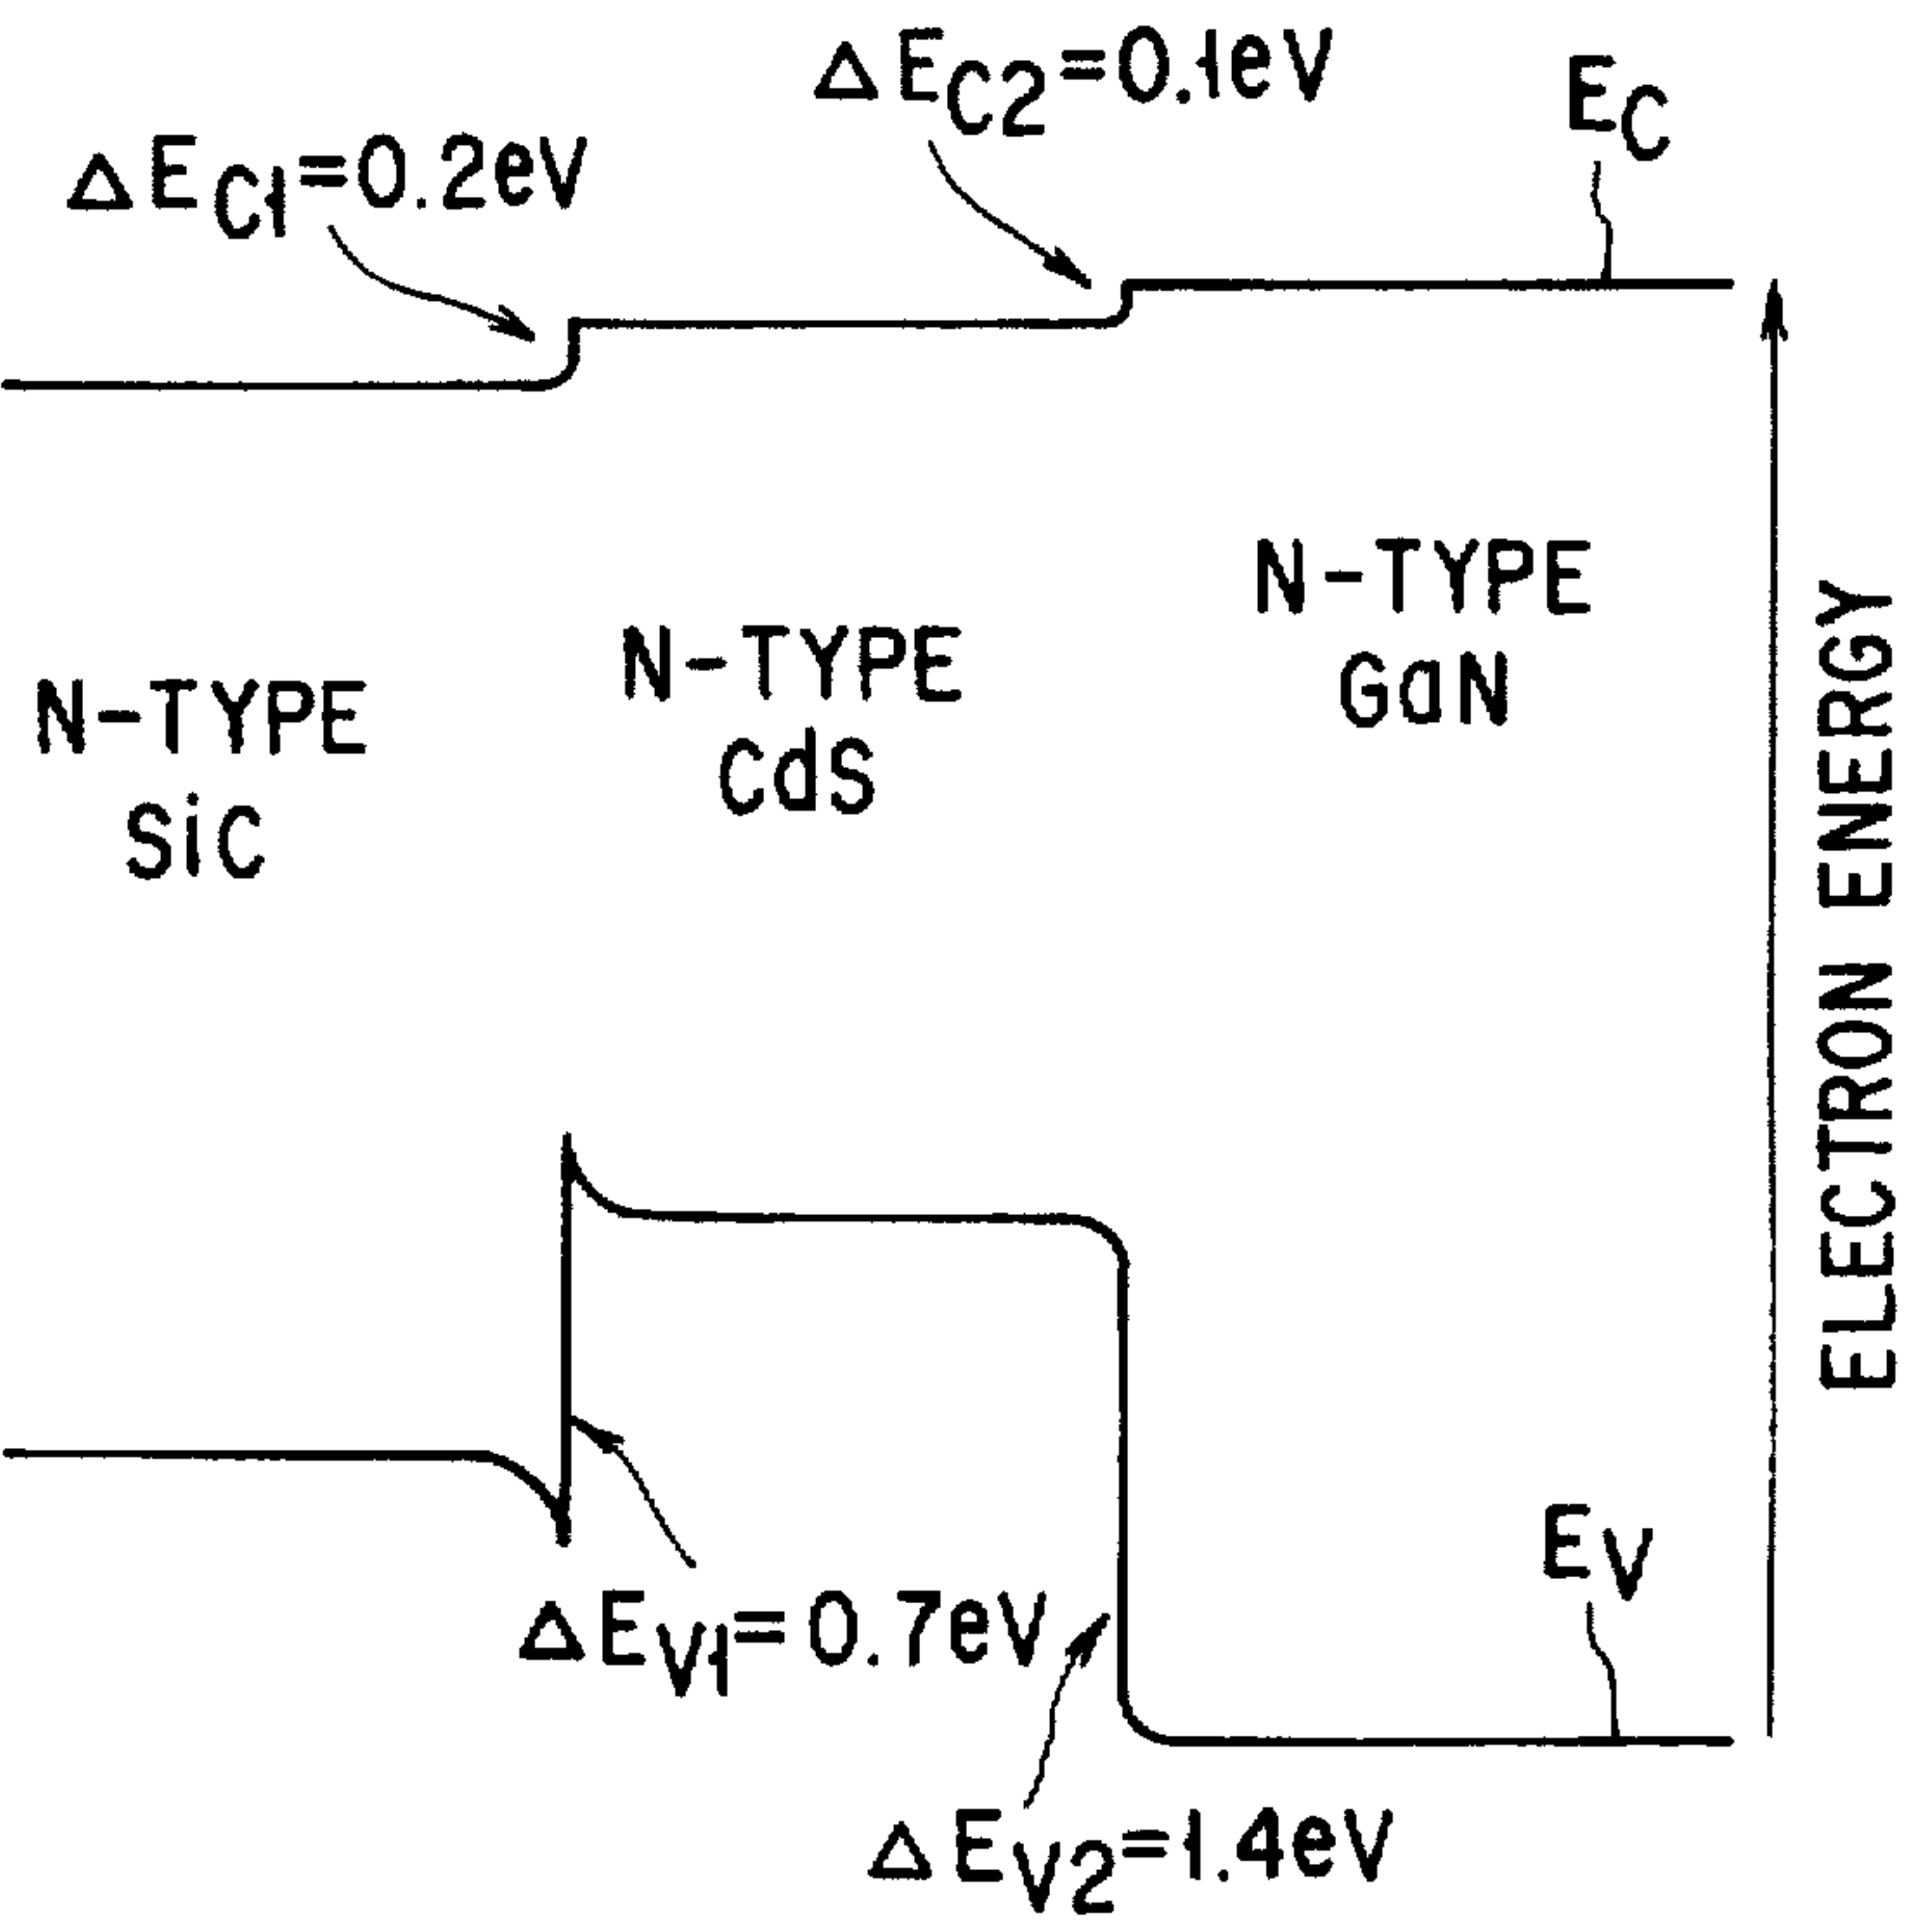 ΔEC2=0.1eV
EC
ΔEC1=0.2eV
N-TYPE
GaN
N-TYPE
CdS
N-TYPE
SiC
ELECTRON ENERGY
EV
ΔEV1=0.7eV
ΔEV2=1.4eV